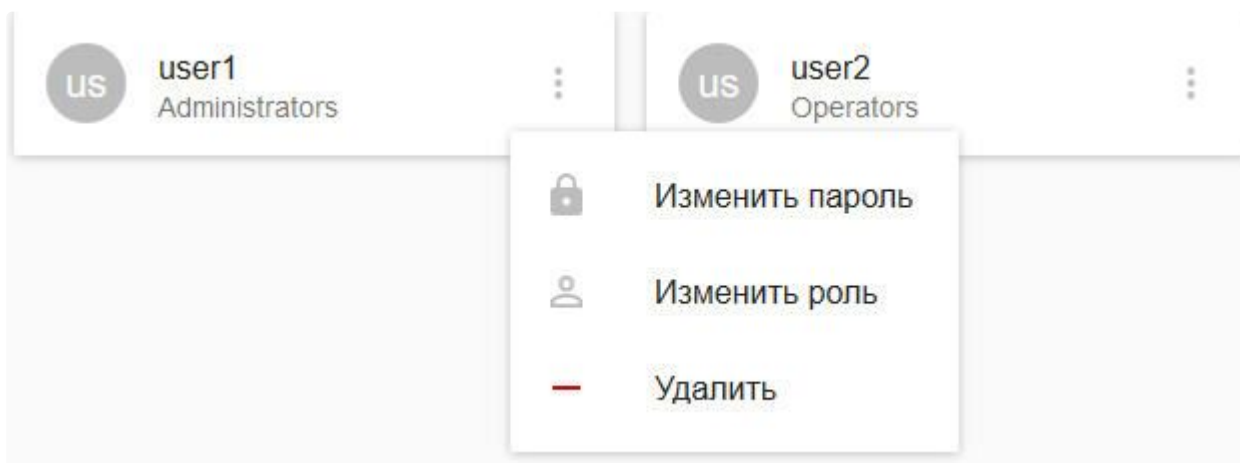 us
user1
Administrators
us
user2
Operators
Изменить пароль
Изменить роль
Удалить